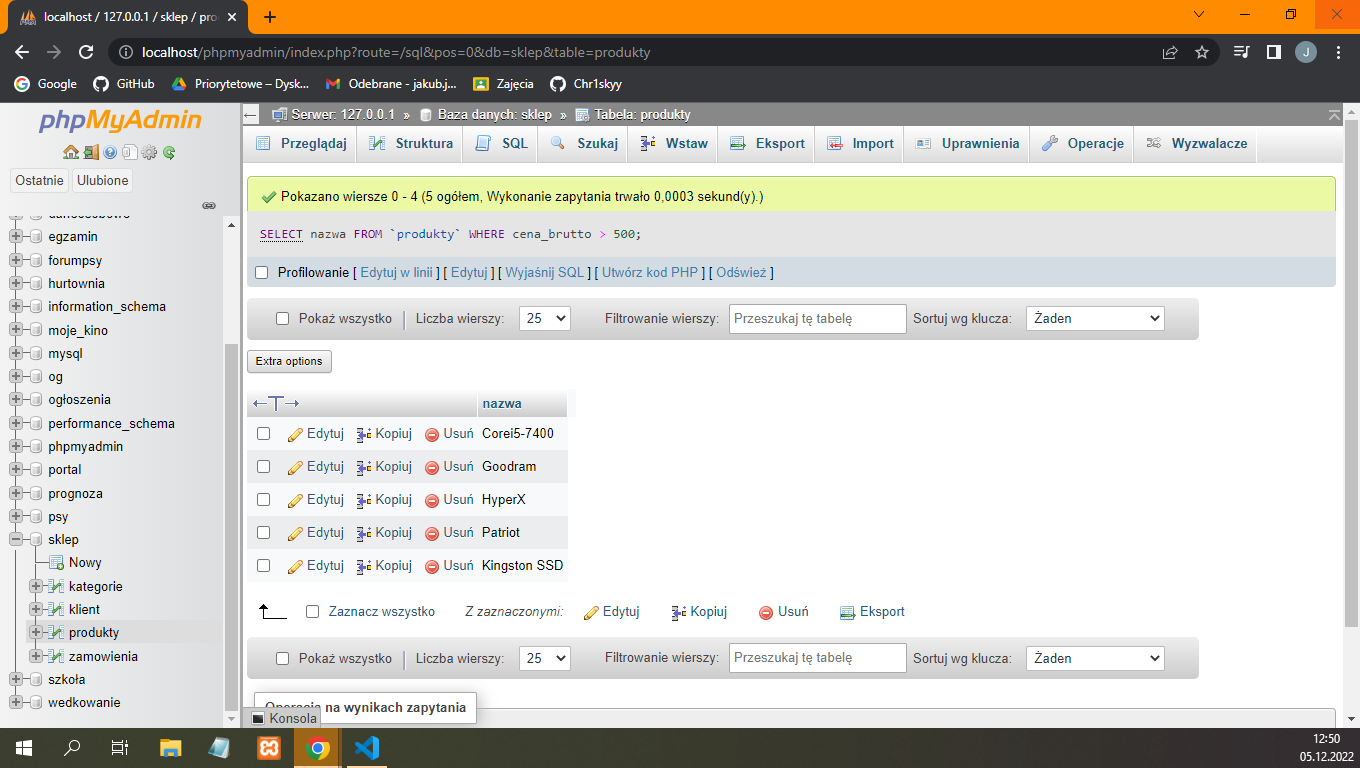 localhost / 127.0.0.1 / sklep / pro
localhost/phpmyadmin/index.php?route=/sql&pos=0&db=sklep&table=produkty
J
Google GitHub Priorytetowe – Dysk... Odebrane - jakub.j... Zajęcia Chr1skyy
phpMyAdmin
Ostatnie Ulubione
daneosobowe
egzamin
forumpsy
hurtownia
information_schema
moje_kino
mysql
og
ogłoszenia
performance_schema
phpmyadmin
portal
prognoza
psy
sklep
Nowy
kategorie
klient
produkty
zamowienia
szkoła
wedkowanie
Serwer: 127.0.0.1 » Baza danych: sklep » Tabela: produkty
Przeglądaj Struktura SQL Szukaj Wstaw Eksport Import Uprawnienia Operacje Wyzwalacze
Pokazano wiersze 0 - 4 (5 ogółem, Wykonanie zapytania trwało 0,0003 sekund(y).)
SELECT nazwa FROM `produkty` WHERE cena_brutto > 500;
Profilowanie [ Edytuj w linii ] [ Edytuj ] [ Wyjaśnij SQL ] [ Utwórz kod PHP ] [ Odśwież ]
Pokaż wszystko | Liczba wierszy: 25 Filtrowanie wierszy: Przeszukaj tę tabelę Sortuj wg klucza: Żaden
Extra options
←T→ nazwa
Edytuj Kopiuj Usuń Corei5-7400
Edytuj Kopiuj Usuń Goodram
Edytuj Kopiuj Usuń HyperX
Edytuj Kopiuj Usuń Patriot
Edytuj Kopiuj Usuń Kingston SSD
Zaznacz wszystko Z zaznaczonymi: Edytuj Kopiuj Usuń Eksport
Pokaż wszystko | Liczba wierszy: 25 Filtrowanie wierszy: Przeszukaj tę tabelę Sortuj wg klucza: Żaden
Operacje na wynikach zapytania
Konsola
12:50
05.12.2022